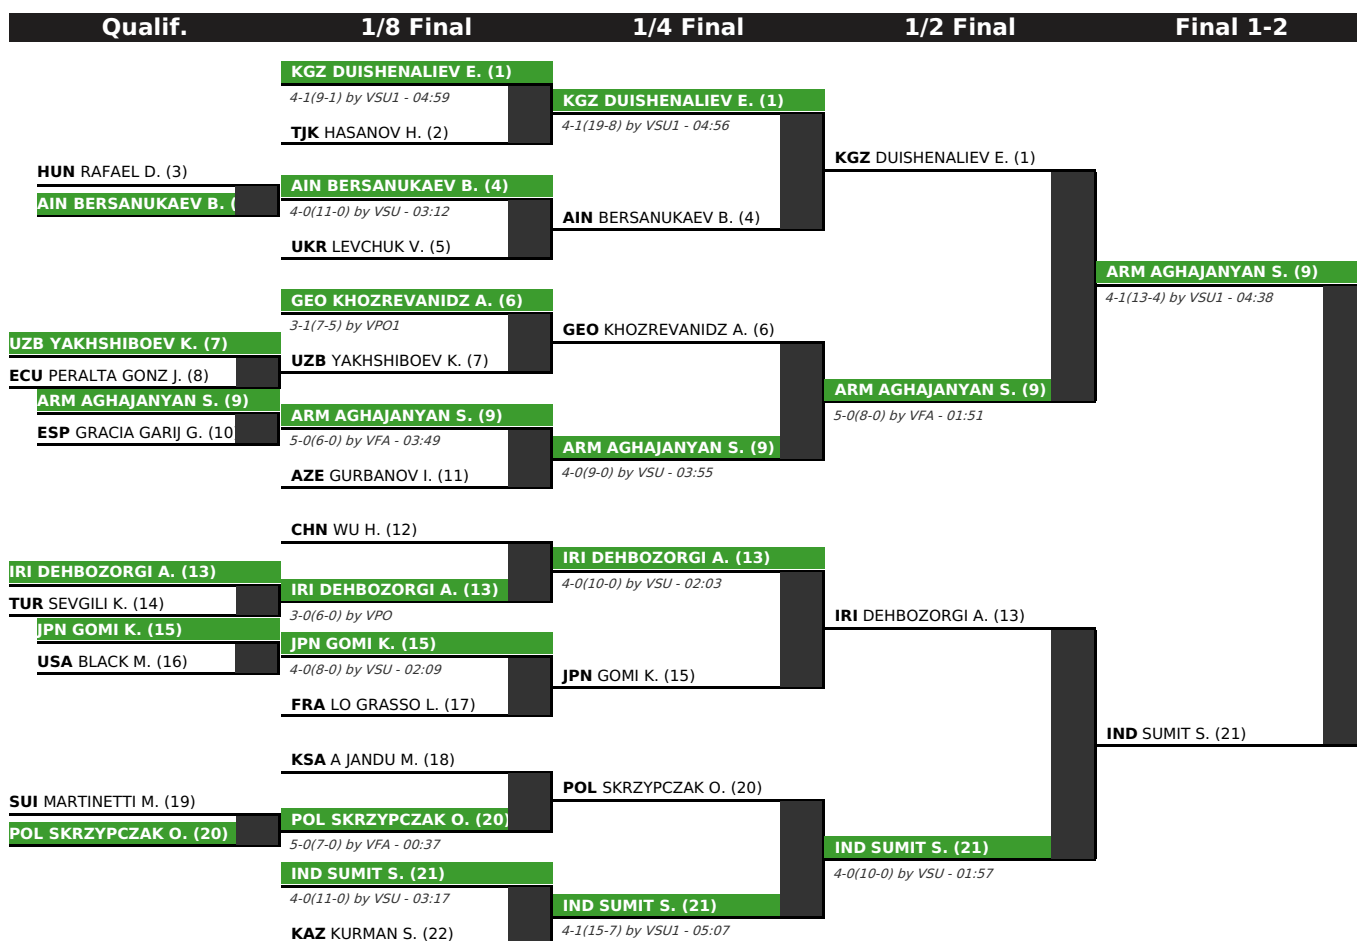 Qualif. 1/8 Final 1/4 Final 1/2 Final Final 1-2
HUN RAFAEL D. (3)
AIN BERSANUKAEV B. (
UZB YAKHSHIBOEV K. (7)
ECU PERALTA GONZ J. (8)
ARM AGHAJANYAN S. (9)
ESP GRACIA GARIJ G. (10
IRI DEHBOZORGI A. (13)
TUR SEVGILI K. (14)
JPN GOMI K. (15)
USA BLACK M. (16)
SUI MARTINETTI M. (19)
POL SKRZYPCZAK O. (20)
KGZ DUISHENALIEV E. (1)
4-1(9-1) by VSU1 - 04:59
TJK HASANOV H. (2)
AIN BERSANUKAEV B. (4)
4-0(11-0) by VSU - 03:12
UKR LEVCHUK V. (5)
GEO KHOZREVANIDZ A. (6)
3-1(7-5) by VPO1
UZB YAKHSHIBOEV K. (7)
ARM AGHAJANYAN S. (9)
5-0(6-0) by VFA - 03:49
AZE GURBANOV I. (11)
CHN WU H. (12)
IRI DEHBOZORGI A. (13)
3-0(6-0) by VPO
JPN GOMI K. (15)
4-0(8-0) by VSU - 02:09
FRA LO GRASSO L. (17)
KSA A JANDU M. (18)
POL SKRZYPCZAK O. (20)
5-0(7-0) by VFA - 00:37
IND SUMIT S. (21)
4-0(11-0) by VSU - 03:17
KAZ KURMAN S. (22)
KGZ DUISHENALIEV E. (1)
4-1(19-8) by VSU1 - 04:56
AIN BERSANUKAEV B. (4)
GEO KHOZREVANIDZ A. (6)
ARM AGHAJANYAN S. (9)
4-0(9-0) by VSU - 03:55
IRI DEHBOZORGI A. (13)
4-0(10-0) by VSU - 02:03
JPN GOMI K. (15)
POL SKRZYPCZAK O. (20)
IND SUMIT S. (21)
4-1(15-7) by VSU1 - 05:07
KGZ DUISHENALIEV E. (1)
ARM AGHAJANYAN S. (9)
5-0(8-0) by VFA - 01:51
IRI DEHBOZORGI A. (13)
IND SUMIT S. (21)
4-0(10-0) by VSU - 01:57
ARM AGHAJANYAN S. (9)
4-1(13-4) by VSU1 - 04:38
IND SUMIT S. (21)